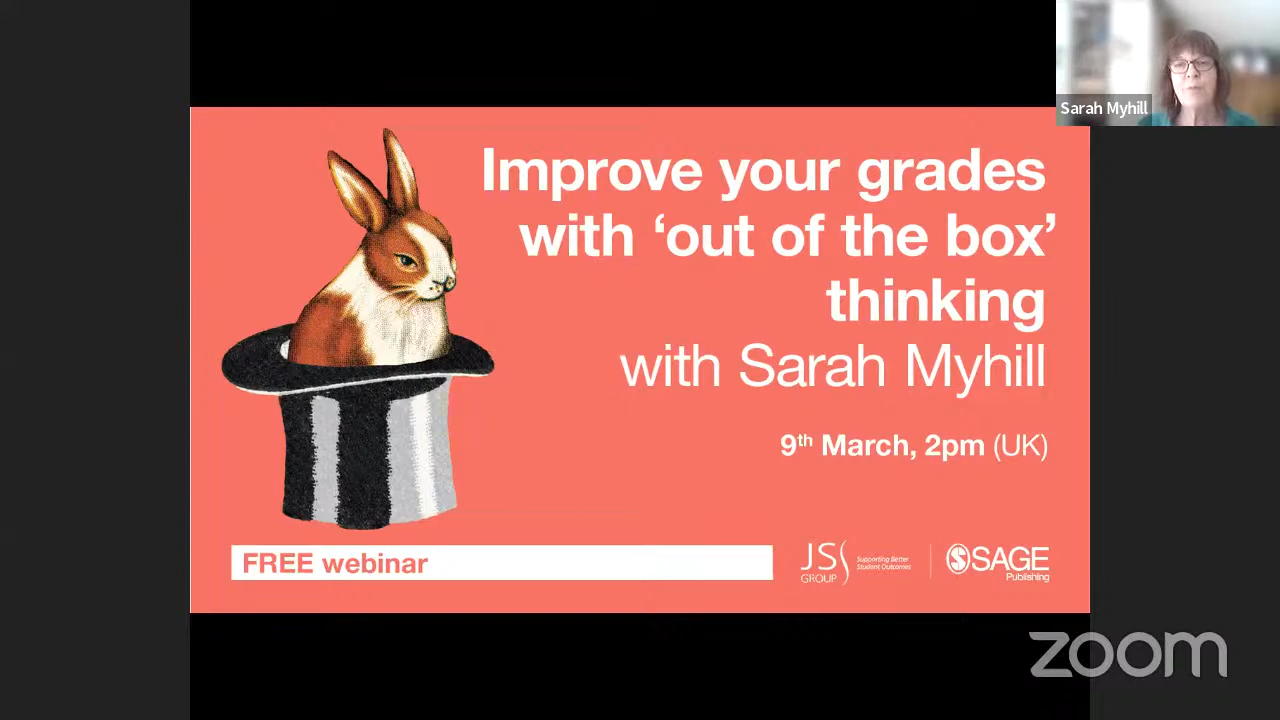 Sarah Myhill
Improve your grades
with ‘out of the box’
thinking
with Sarah Myhill
9th March, 2pm (UK)
FREE webinar
JS
GROUP
Supporting Better
Student Outcomes
SAGE
Publishing
zoom